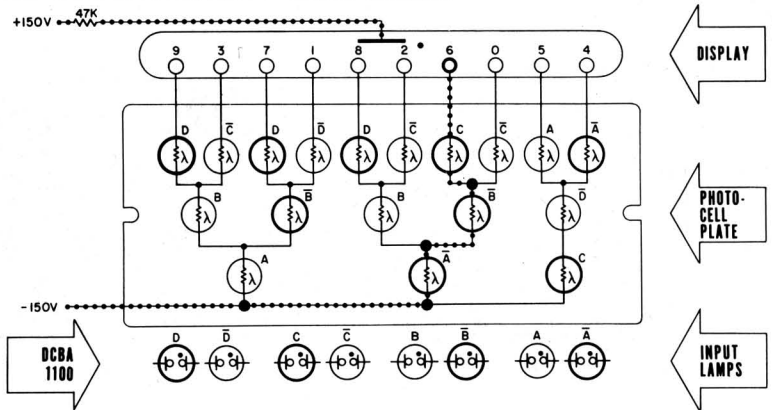 +150V 47K
9 3 7 1 8 2 6 0 5 4
DISPLAY
D C̅ D D̅ D C̅ C C̅ A A̅
λ λ λ λ λ λ λ λ λ λ
B B̅ B B̅ D̅
λ λ λ λ λ
PHOTO-
CELL
PLATE
A A̅ C
λ λ λ
-150V
DCBA
1100
D D̅ C C̅ B B̅ A A̅
INPUT
LAMPS